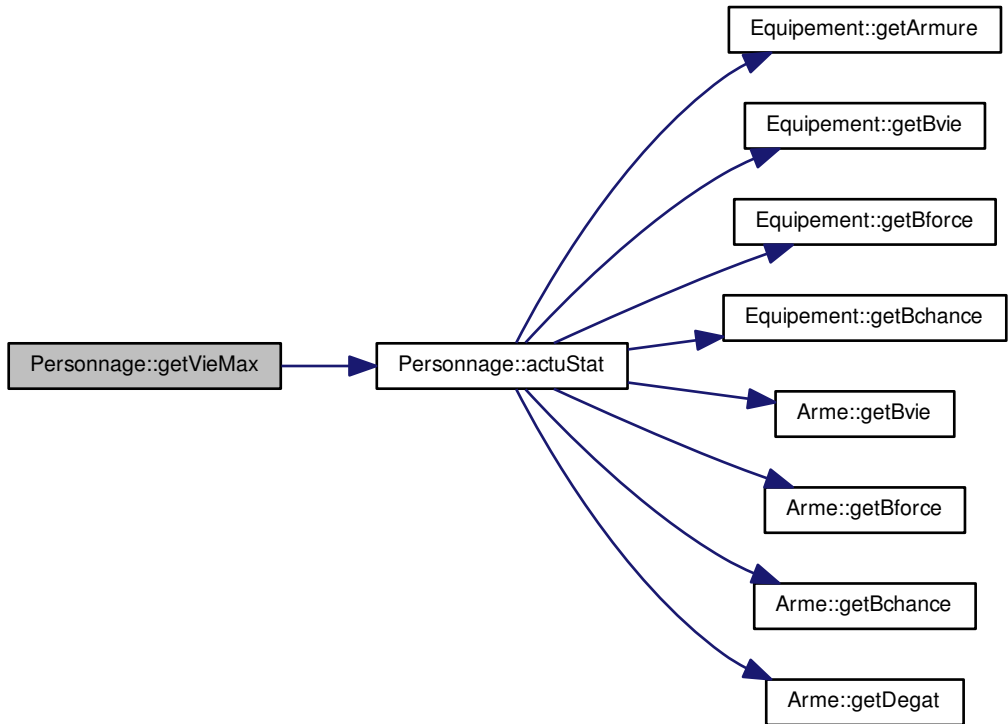 Equipement::getArmure
Equipement::getBvie
Equipement::getBforce
Equipement::getBchance
Personnage::getVieMax
Personnage::actuStat
Arme::getBvie
Arme::getBforce
Arme::getBchance
Arme::getDegat